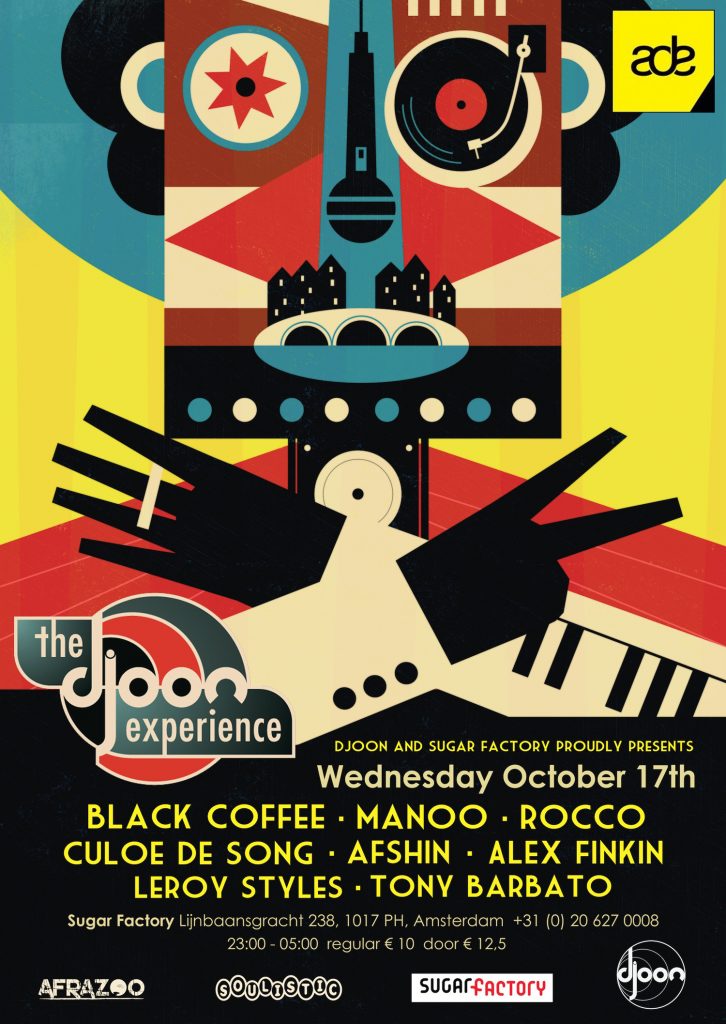 ade
the
djoon
experience
DJOON AND SUGAR FACTORY PROUDLY PRESENTS
Wednesday October 17th
BLACK COFFEE · MANOO · ROCCO
CULOE DE SONG · AFSHIN · ALEX FINKIN
LEROY STYLES · TONY BARBATO
Sugar Factory Lijnbaansgracht 238, 1017 PH, Amsterdam +31 (0) 20 627 0008
23:00 - 05:00 regular € 10 door € 12,5
AFRAZOO SOULISTIC SUGAR FACTORY djoon